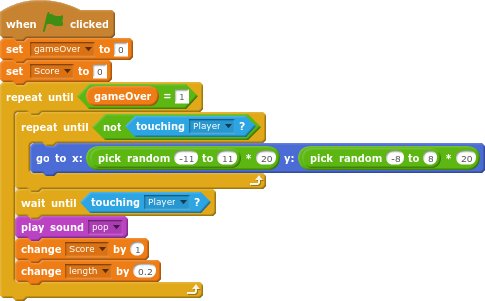 when clicked
set gameOver to 0
set Score to 0
repeat until gameOver = 1
repeat until not touching Player ?
go to x: pick random -11 to 11 * 20 y: pick random -8 to 8 * 20
wait until touching Player ?
play sound pop
change Score by 1
change length by 0.2